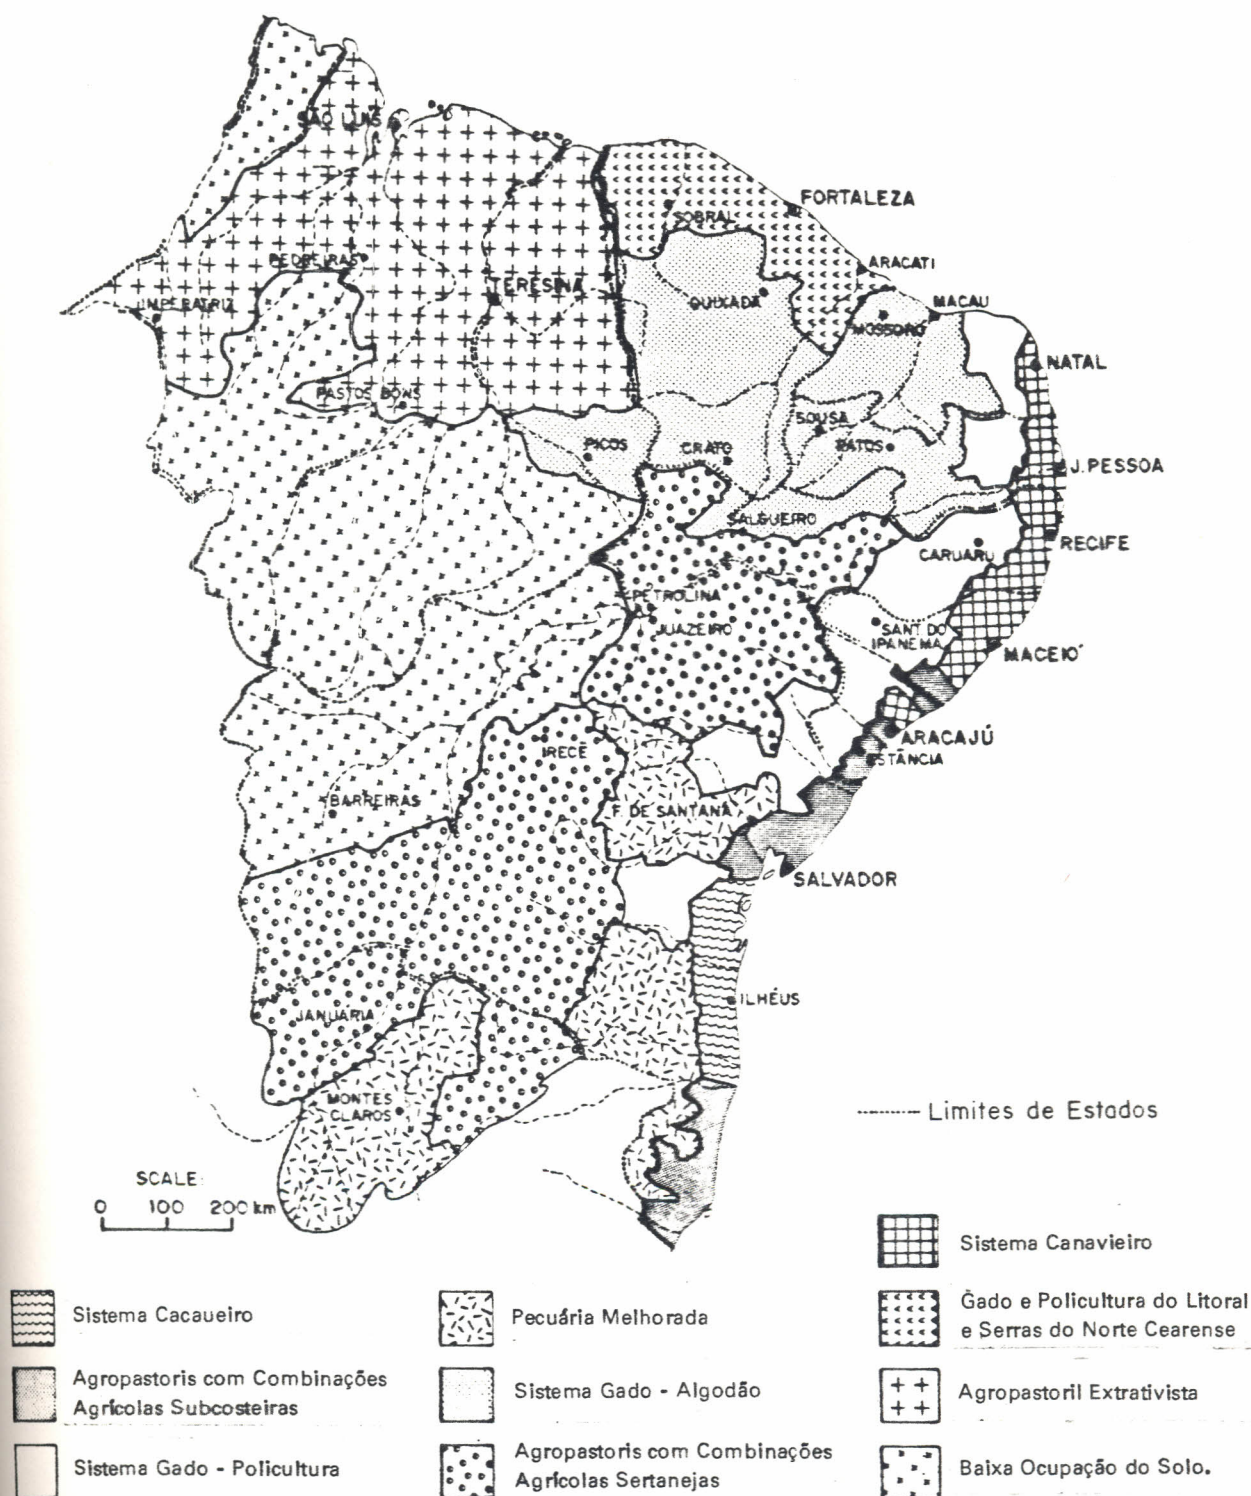 SÃO LUIS
FORTALEZA
SOBRAL
ARACATI
PEDREIRAS
TERESINA
QUIXADÁ
MACAU
IMPERATRIZ
MOSSORÓ
NATAL
PASTOS BONS
SOUSA
PICOS
CRATO
PATOS
J. PESSOA
SALGUEIRO
RECIFE
CARUARU
PETROLINA
JUAZEIRO
SANT. DO
IPANEMA
MACEIÓ
ARACAJÚ
IRECÊ
ESTÂNCIA
BARREIRAS
F. DE SANTANA
SALVADOR
ILHÉUS
JANUÁRIA
MONTES
CLAROS
Limites de Estados
SCALE:
0 100 200 km
Sistema Canavieiro
Sistema Cacaueiro
Pecuária Melhorada
Gado e Policultura do Litoral
e Serras do Norte Cearense
Agropastoris com Combinações
Agrícolas Subcosteiras
Sistema Gado - Algodão
Agropastoril Extrativista
Sistema Gado - Policultura
Agropastoris com Combinações
Agrícolas Sertanejas
Baixa Ocupação do Solo.